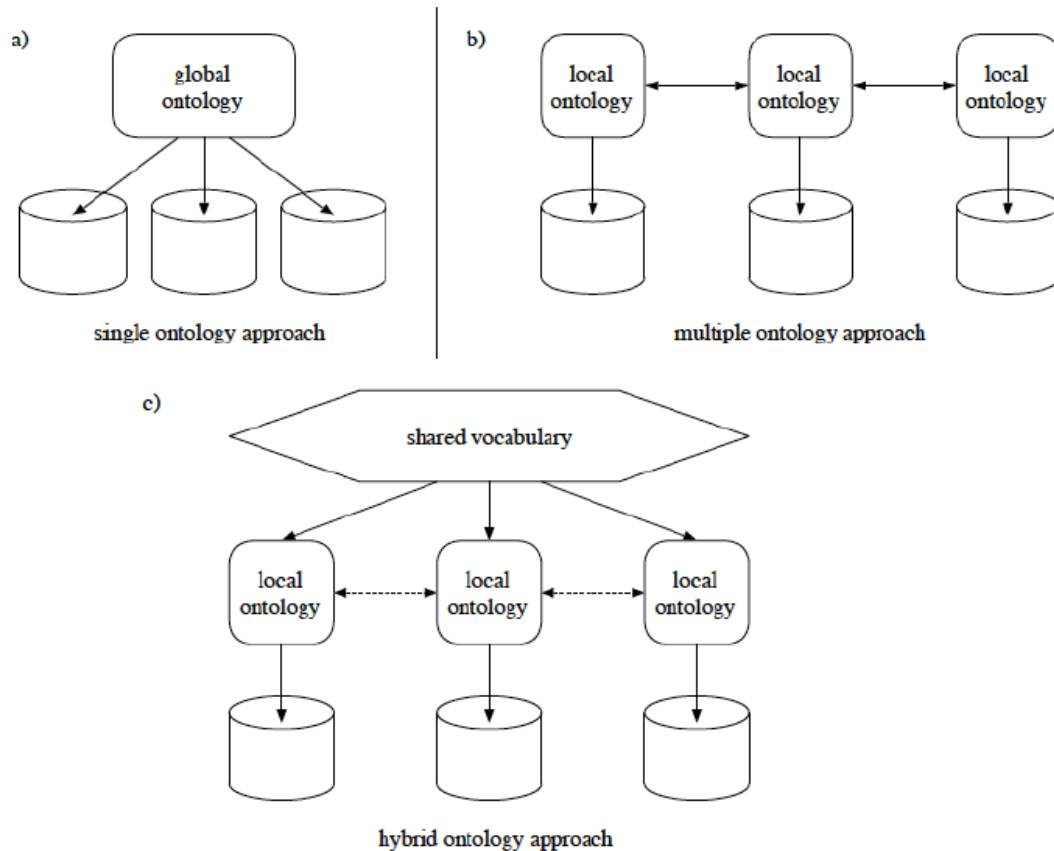 a)
global
ontology
single ontology approach
b)
local
ontology
local
ontology
local
ontology
multiple ontology approach
c)
shared vocabulary
local
ontology
local
ontology
local
ontology
hybrid ontology approach